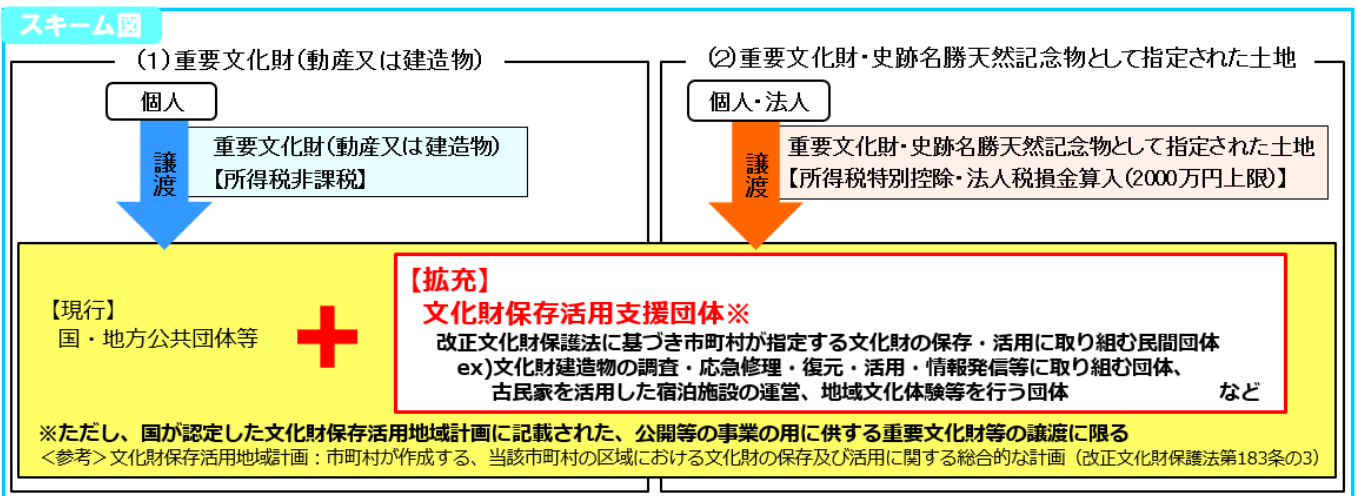 スキーム図
(1)重要文化財(動産又は建造物)
個人
譲渡
重要文化財(動産又は建造物)
【所得税非課税】
(2)重要文化財・史跡名勝天然記念物として指定された土地
個人・法人
譲渡
重要文化財・史跡名勝天然記念物として指定された土地
【所得税特別控除・法人税損金算入(2000万円上限)】
【現行】
国・地方公共団体等
【拡充】
文化財保存活用支援団体※
改正文化財保護法に基づき市町村が指定する文化財の保存・活用に取り組む民間団体
ex)文化財建造物の調査・応急修理・復元・活用・情報発信等に取り組む団体、
古民家を活用した宿泊施設の運営、地域文化体験等を行う団体 など
※ただし、国が認定した文化財保存活用地域計画に記載された、公開等の事業の用に供する重要文化財等の譲渡に限る
<参考>文化財保存活用地域計画：市町村が作成する、当該市町村の区域における文化財の保存及び活用に関する総合的な計画（改正文化財保護法第183条の3）